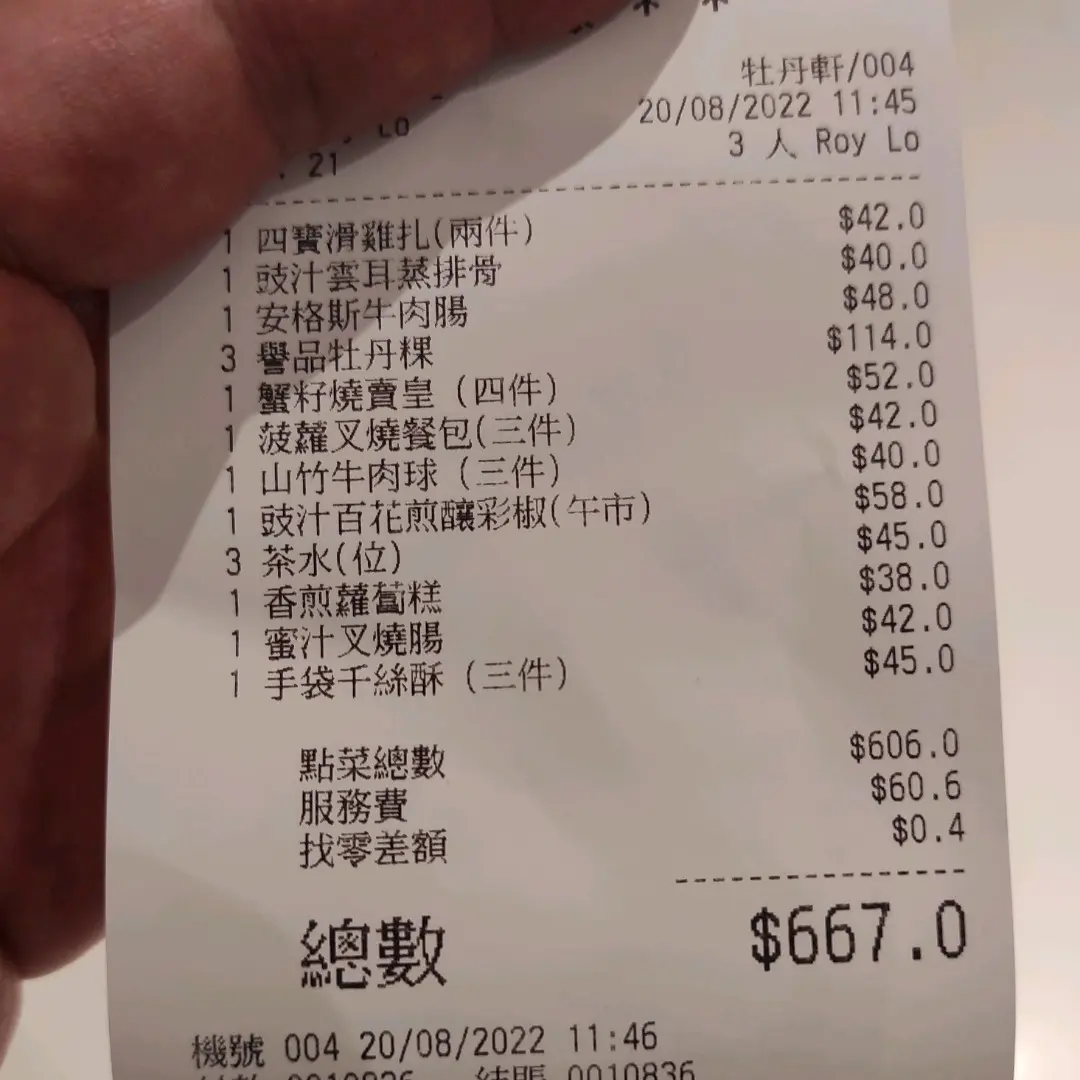 * *
牡丹軒/004
20/08/2022 11:45
Lo
3 人 Roy Lo
. 21
1 四寶滑雞扎(兩件) $42.0
1 豉汁雲耳蒸排骨 $40.0
1 安格斯牛肉腸 $48.0
3 譽品牡丹粿 $114.0
1 蟹籽燒賣皇 (四件) $52.0
1 菠蘿叉燒餐包(三件) $42.0
1 山竹牛肉球 (三件) $40.0
1 豉汁百花煎釀彩椒(午市) $58.0
3 茶水(位) $45.0
1 香煎蘿蔔糕 $38.0
1 蜜汁叉燒腸 $42.0
1 手袋千絲酥 (三件) $45.0
點菜總數 $606.0
服務費 $60.6
找零差額 $0.4
總數 $667.0
機號 004 20/08/2022 11:46
結賬 0010836